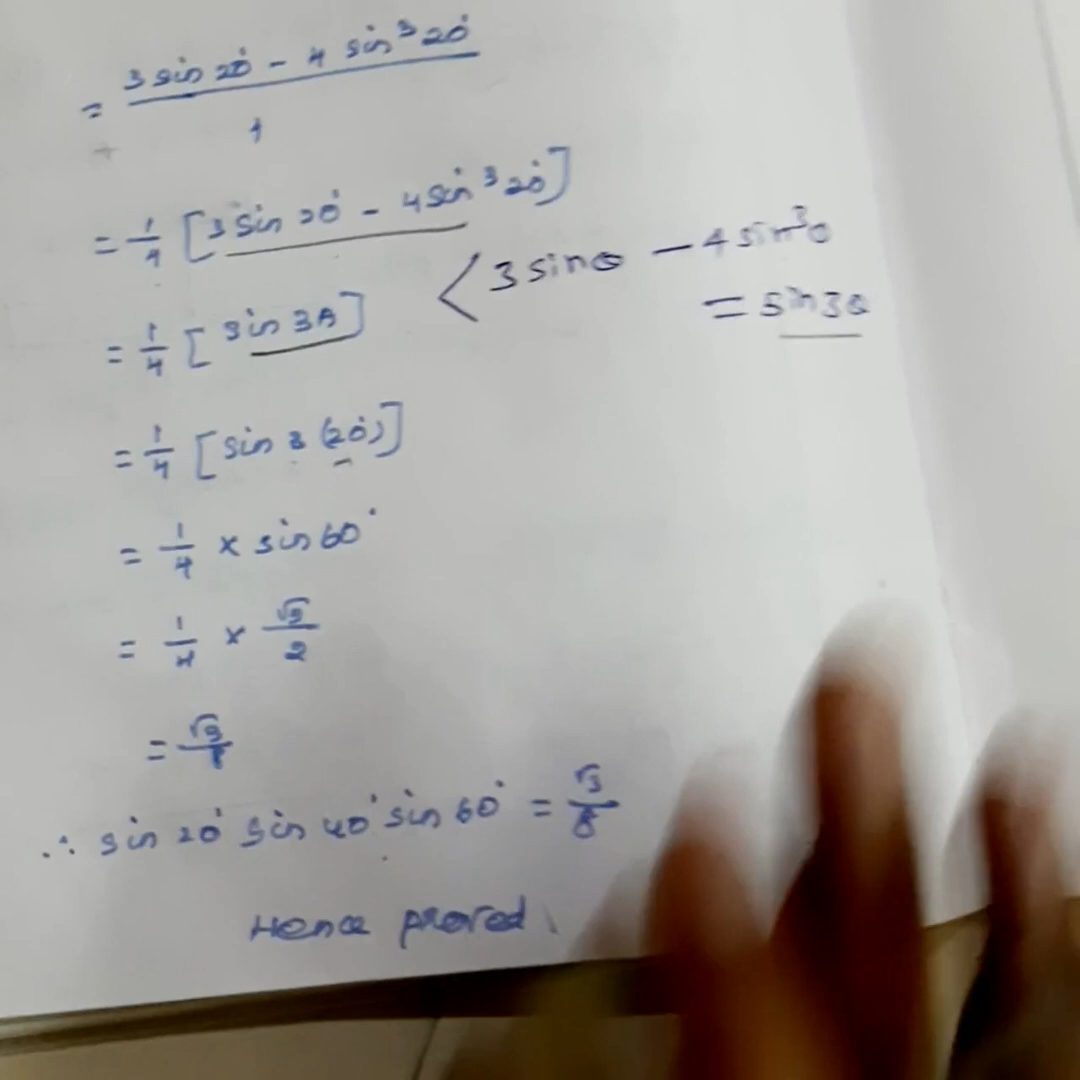 = 3 sin 20° - 4 sin³ 20° / 4
= 1/4 [3 sin 20° - 4 sin³ 20°]
< 3 sinθ - 4 sin³θ
= sin 3θ
= 1/4 [sin 3A]
= 1/4 [sin 3 (20°)]
= 1/4 × sin 60°
= 1/4 × √3/2
= √3/8
∴ sin 20° sin 40° sin 60° = √3/8
Hence proved.